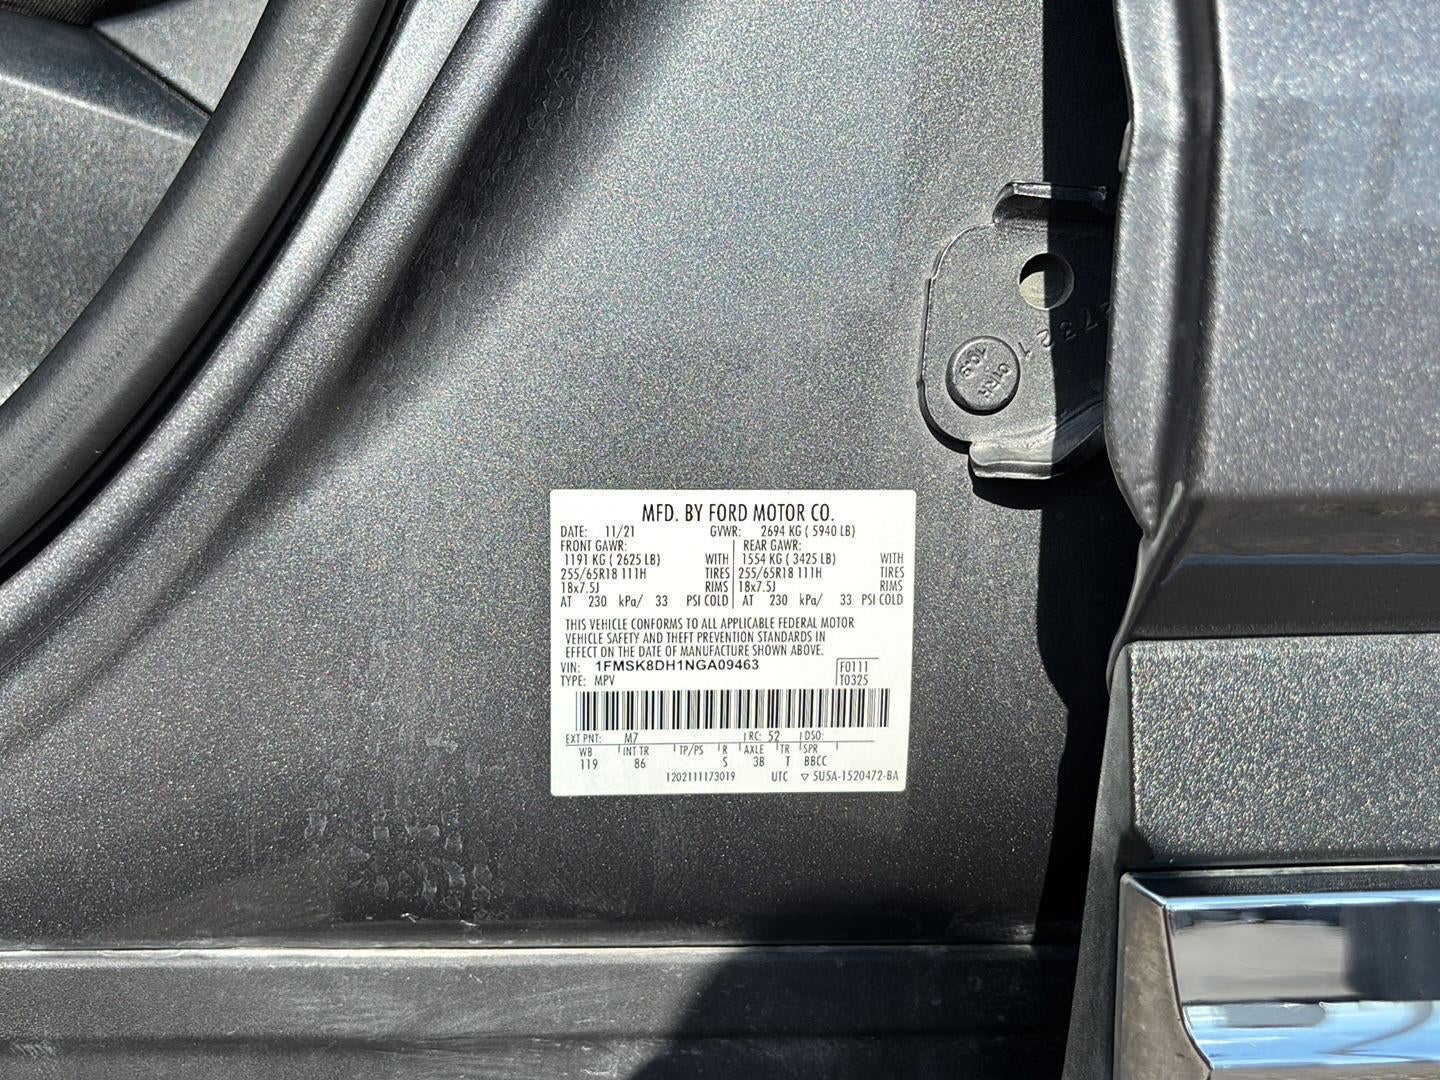 27321
10.9
01RH
MFD. BY FORD MOTOR CO.
DATE: 11/21 GVWR: 2694 KG ( 5940 LB)
FRONT GAWR: REAR GAWR:
1191 KG ( 2625 LB) WITH 1554 KG ( 3425 LB) WITH
255/65R18 111H TIRES 255/65R18 111H TIRES
18x7.5J RIMS 18x7.5J RIMS
AT 230 kPa/ 33 PSI COLD AT 230 kPa/ 33 PSI COLD
THIS VEHICLE CONFORMS TO ALL APPLICABLE FEDERAL MOTOR
VEHICLE SAFETY AND THEFT PREVENTION STANDARDS IN
EFFECT ON THE DATE OF MANUFACTURE SHOWN ABOVE.
VIN: 1FMSK8DH1NGA09463 F0111
TYPE: MPV T0325
EXT PNT: M7 RC: 52 DSO:
WB INT TR TP/PS R AXLE TR SPR
119 86 S 3B T BBCC
1202111173019 UTC ▽ 5U5A-1520472-BA